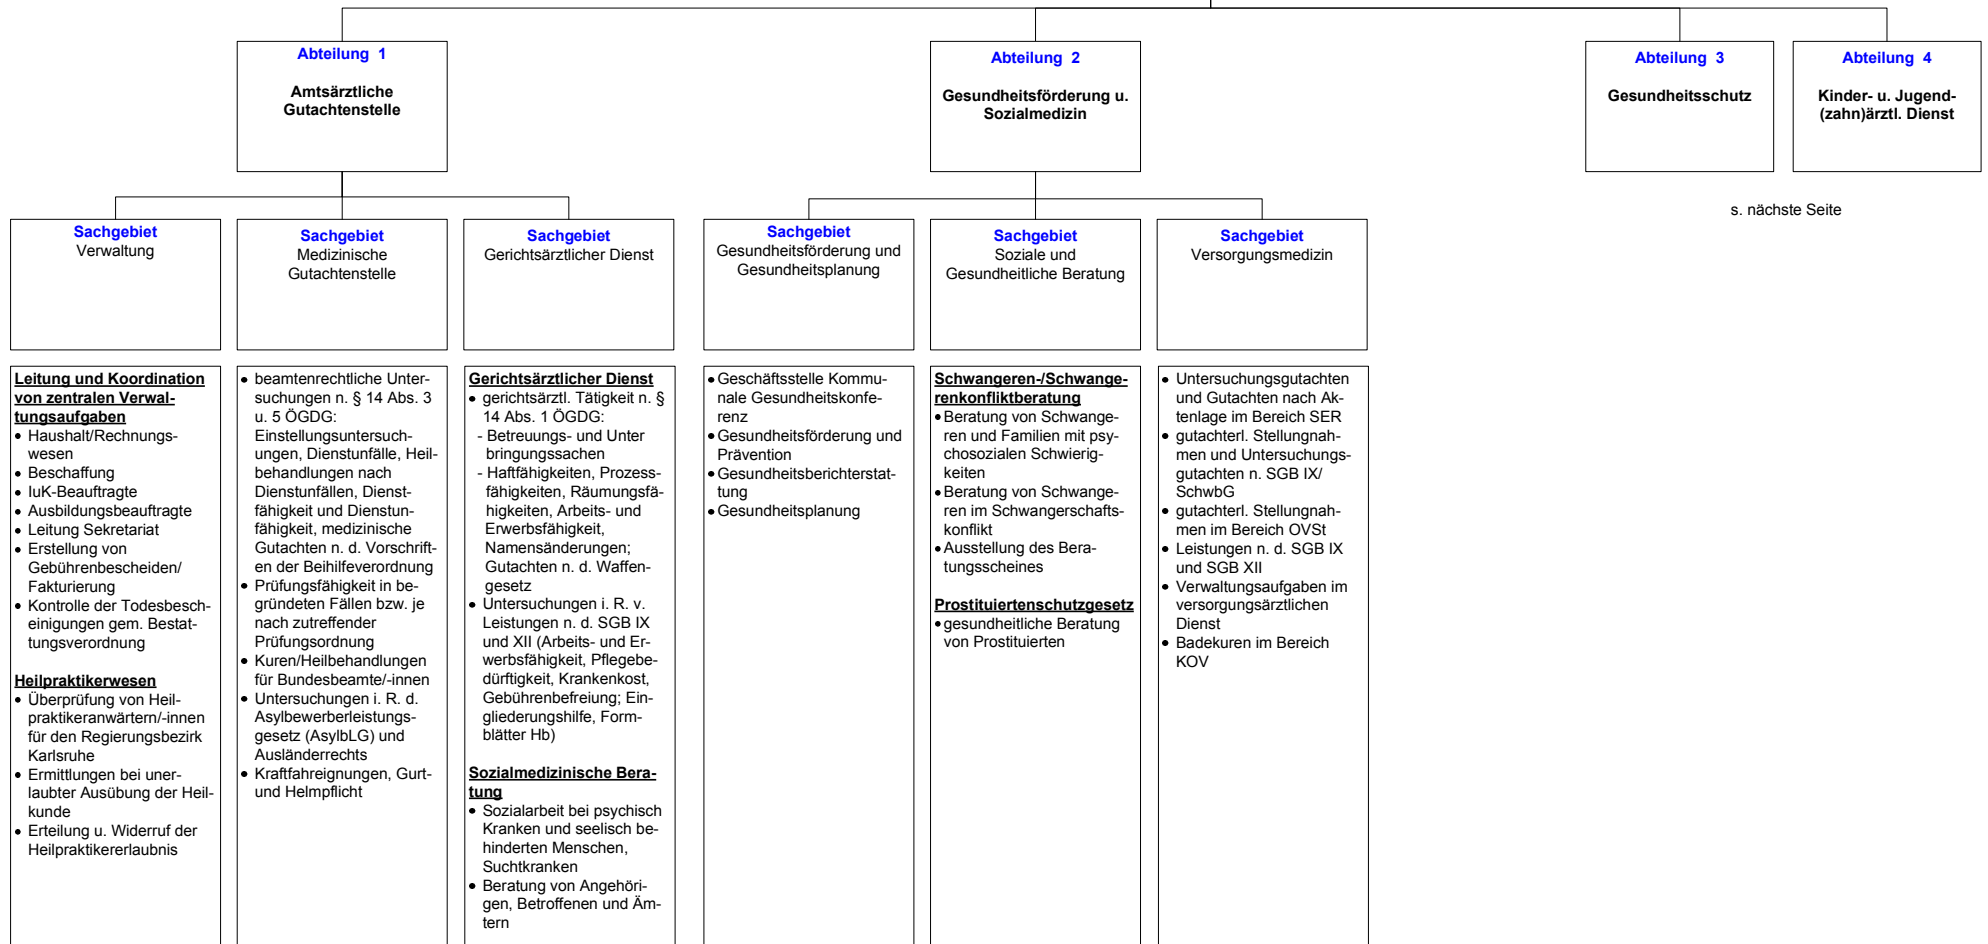 Abteilung 1
Amtsärztliche
Gutachtenstelle
Abteilung 2
Gesundheitsförderung u.
Sozialmedizin
Abteilung 3
Gesundheitsschutz
Abteilung 4
Kinder- u. Jugend-
(zahn)ärztl. Dienst
s. nächste Seite
Sachgebiet
Verwaltung
Sachgebiet
Medizinische
Gutachtenstelle
Sachgebiet
Gerichtsärztlicher Dienst
Sachgebiet
Gesundheitsförderung und
Gesundheitsplanung
Sachgebiet
Soziale und
Gesundheitliche Beratung
Sachgebiet
Versorgungsmedizin
Leitung und Koordination
von zentralen Verwal-
tungsaufgaben
• Haushalt/Rechnungs-
wesen
• Beschaffung
• IuK-Beauftragte
• Ausbildungsbeauftragte
• Leitung Sekretariat
• Erstellung von
Gebührenbescheiden/
Fakturierung
• Kontrolle der Todesbesch-
einigungen gem. Bestat-
tungsverordnung
Heilpraktikerwesen
• Überprüfung von Heil-
praktikeranwärtern/-innen
für den Regierungsbezirk
Karlsruhe
• Ermittlungen bei uner-
laubter Ausübung der Heil-
kunde
• Erteilung u. Widerruf der
Heilpraktikererlaubnis
• beamtenrechtliche Unter-
suchungen n. § 14 Abs. 3
u. 5 ÖGDG:
Einstellungsuntersuch-
ungen, Dienstunfälle, Heil-
behandlungen nach
Dienstunfällen, Dienst-
fähigkeit und Dienstun-
fähigkeit, medizinische
Gutachten n. d. Vorschrift-
en der Beihilfeverordnung
• Prüfungsfähigkeit in be-
gründeten Fällen bzw. je
nach zutreffender
Prüfungsordnung
• Kuren/Heilbehandlungen
für Bundesbeamte/-innen
• Untersuchungen i. R. d.
Asylbewerberleistungs-
gesetz (AsylbLG) und
Ausländerrechts
• Kraftfahreignungen, Gurt-
und Helmpflicht
Gerichtsärztlicher Dienst
• gerichtsärztl. Tätigkeit n. §
14 Abs. 1 ÖGDG:
- Betreuungs- und Unter
bringungssachen
- Haftfähigkeiten, Prozess-
fähigkeiten, Räumungsfä-
higkeiten, Arbeits- und
Erwerbsfähigkeit,
Namensänderungen;
Gutachten n. d. Waffen-
gesetz
• Untersuchungen i. R. v.
Leistungen n. d. SGB IX
und XII (Arbeits- und Er-
werbsfähigkeit, Pflegebe-
dürftigkeit, Krankenkost,
Gebührenbefreiung; Ein-
gliederungshilfe, Form-
blätter Hb)
Sozialmedizinische Bera-
tung
• Sozialarbeit bei psychisch
Kranken und seelisch be-
hinderten Menschen,
Suchtkranken
• Beratung von Angehöri-
gen, Betroffenen und Äm-
tern
• Geschäftsstelle Kommu-
nale Gesundheitskonfe-
renz
• Gesundheitsförderung und
Prävention
• Gesundheitsberichterstat-
tung
• Gesundheitsplanung
Schwangeren-/Schwange-
renkonfliktberatung
• Beratung von Schwange-
ren und Familien mit psy-
chosozialen Schwierig-
keiten
• Beratung von Schwange-
ren im Schwangerschafts-
konflikt
• Ausstellung des Bera-
tungsscheines
Prostituiertenschutzgesetz
• gesundheitliche Beratung
von Prostituierten
• Untersuchungsgutachten
und Gutachten nach Ak-
tenlage im Bereich SER
• gutachterl. Stellungnah-
men und Untersuchungs-
gutachten n. SGB IX/
SchwbG
• gutachterl. Stellungnah-
men im Bereich OVSt
• Leistungen n. d. SGB IX
und SGB XII
• Verwaltungsaufgaben im
versorgungsärztlichen
Dienst
• Badekuren im Bereich
KOV